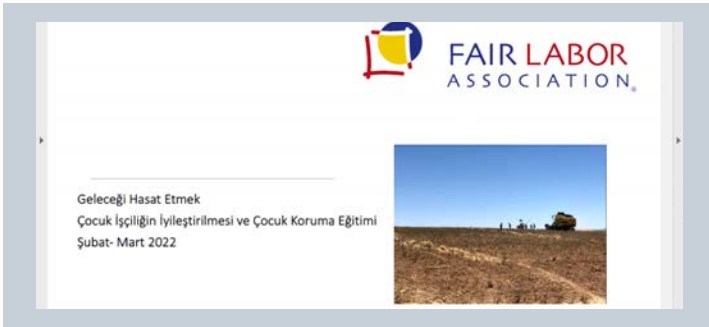 FAIR LABOR
ASSOCIATION®
Geleceği Hasat Etmek
Çocuk İşçiliğin İyileştirilmesi ve Çocuk Koruma Eğitimi
Şubat- Mart 2022